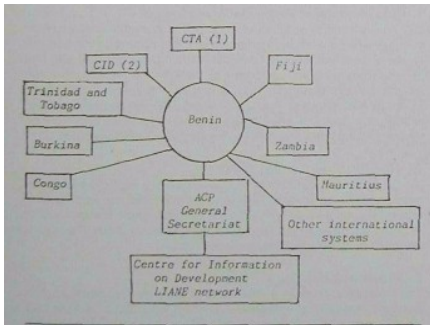 CTA (1)
CID (2)
Fiji
Trinidad and
Tobago
Benin
Burkina
Zambia
Congo
Mauritius
ACP
General
Secretariat
Other international
systems
Centre for Information
on Development
LIANE network